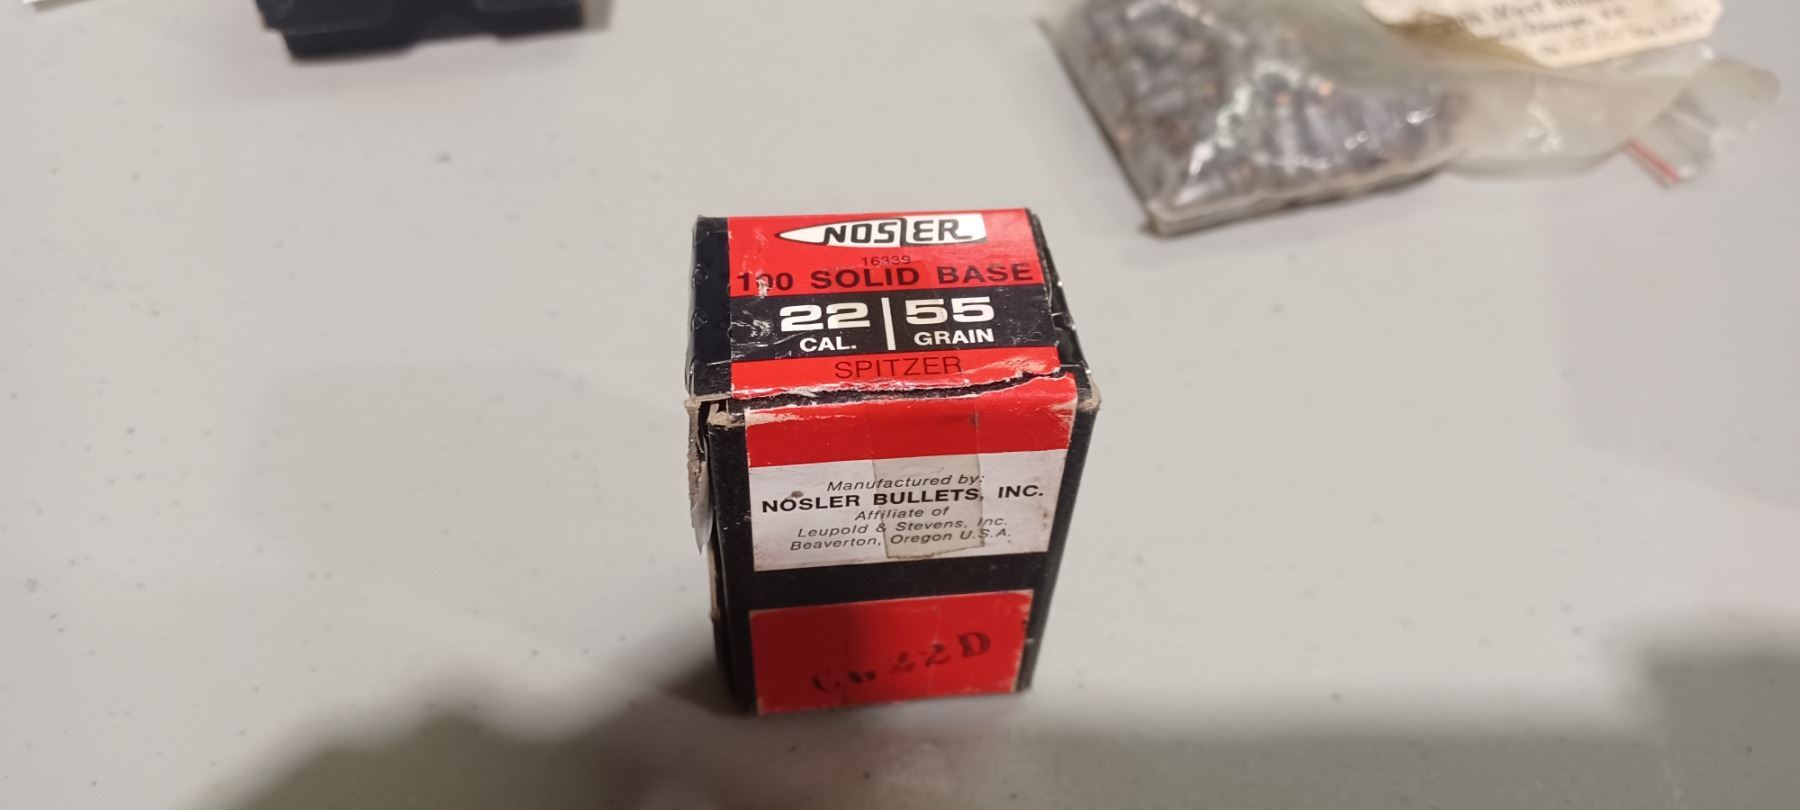 NOSLER
16339
100 SOLID BASE
22 | 55
CAL. GRAIN
SPITZER
Manufactured by:
NOSLER BULLETS, INC.
Affiliate of
Leupold & Stevens, Inc.
Beaverton, Oregon U.S.A.
22D